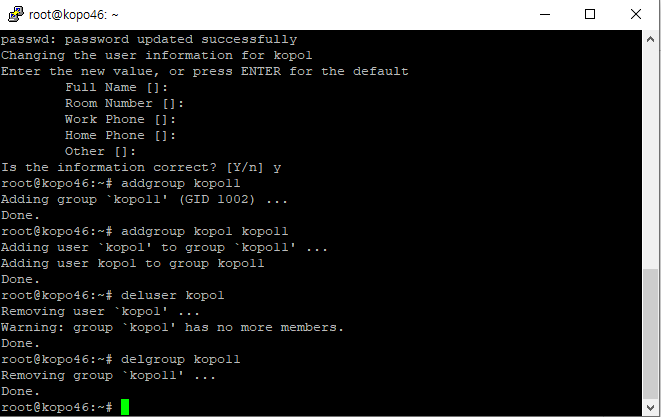 root@kopo46: ~
passwd: password updated successfully
Changing the user information for kopo1
Enter the new value, or press ENTER for the default
Full Name []:
Room Number []:
Work Phone []:
Home Phone []:
Other []:
Is the information correct? [Y/n] y
root@kopo46:~# addgroup kopo11
Adding group `kopo11' (GID 1002) ...
Done.
root@kopo46:~# addgroup kopo1 kopo11
Adding user `kopo1' to group `kopo11' ...
Adding user kopo1 to group kopo11
Done.
root@kopo46:~# deluser kopo1
Removing user `kopo1' ...
Warning: group `kopo1' has no more members.
Done.
root@kopo46:~# delgroup kopo11
Removing group `kopo11' ...
Done.
root@kopo46:~#